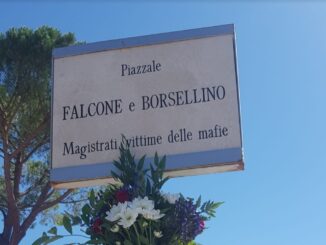 Piazzale
FALCONE e BORSELLINO
Magistrati, vittime delle mafie